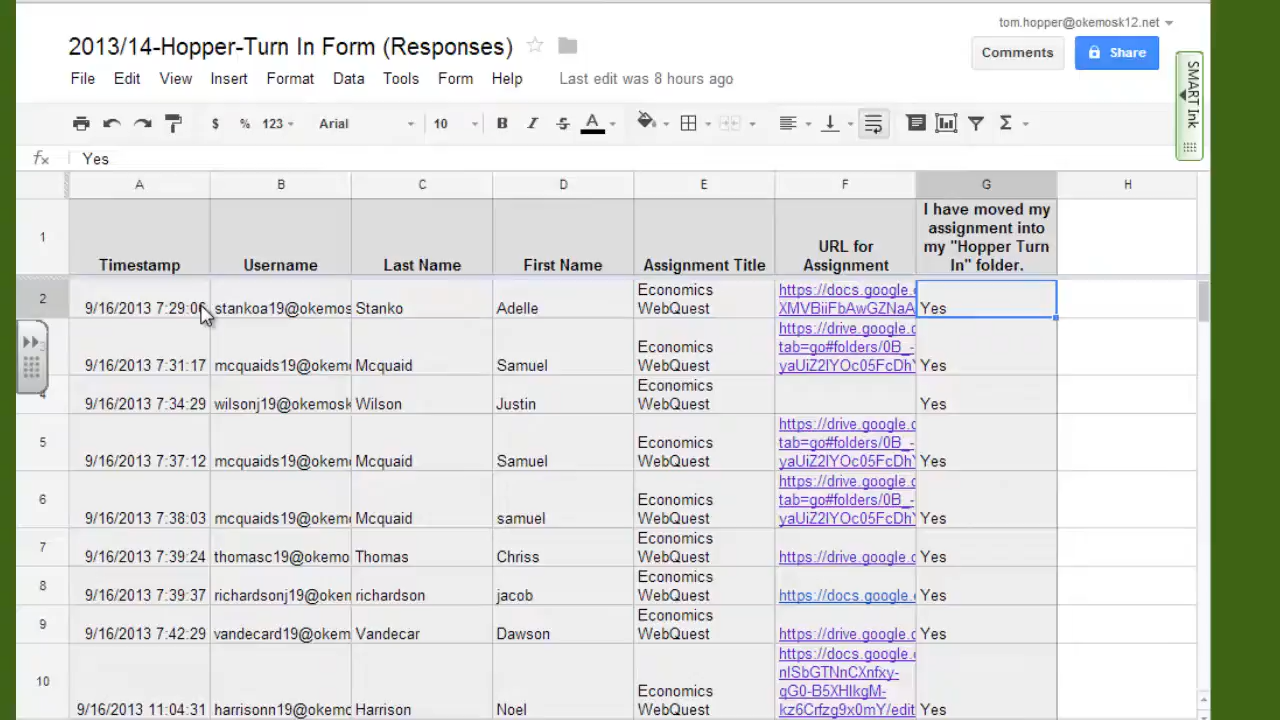 tom.hopper@okemosk12.net
2013/14-Hopper-Turn In Form (Responses)
Comments
Share
File Edit View Insert Format Data Tools Form Help Last edit was 8 hours ago
SMART Ink
$ % 123 Arial 10 B I S A Σ
fx Yes
A B C D E F G H
1 Timestamp Username Last Name First Name Assignment Title
URL for
Assignment
I have moved my
assignment into
my "Hopper Turn
In" folder.
2 9/16/2013 7:29:06 stankoa19@okemos Stanko Adelle
Economics
WebQuest
https://docs.google.
XMVBiiFbAwGZNaA
Yes
9/16/2013 7:31:17 mcquaids19@okem Mcquaid Samuel
Economics
WebQuest
https://drive.google.
tab=go#folders/0B_-
yaUiZ2lYOc05FcDh
Yes
4 9/16/2013 7:34:29 wilsonj19@okemosk Wilson Justin
Economics
WebQuest
Yes
5 9/16/2013 7:37:12 mcquaids19@okem Mcquaid Samuel
Economics
WebQuest
https://drive.google.
tab=go#folders/0B_-
yaUiZ2lYOc05FcDh
Yes
6 9/16/2013 7:38:03 mcquaids19@okem Mcquaid samuel
Economics
WebQuest
https://drive.google.
tab=go#folders/0B_-
yaUiZ2lYOc05FcDh
Yes
7 9/16/2013 7:39:24 thomasc19@okemo Thomas Chriss
Economics
WebQuest
https://drive.google.
Yes
8 9/16/2013 7:39:37 richardsonj19@oken richardson jacob
Economics
WebQuest
https://docs.google.
Yes
9 9/16/2013 7:42:29 vandecard19@okem Vandecar Dawson
Economics
WebQuest
https://drive.google.
Yes
10 9/16/2013 11:04:31 harrisonn19@okem Harrison Noel
Economics
WebQuest
https://docs.google.
nlSbGTNnCXnfxy-
qG0-B5XHlkgM-
kz6Crfzg9x0mY/edit
Yes